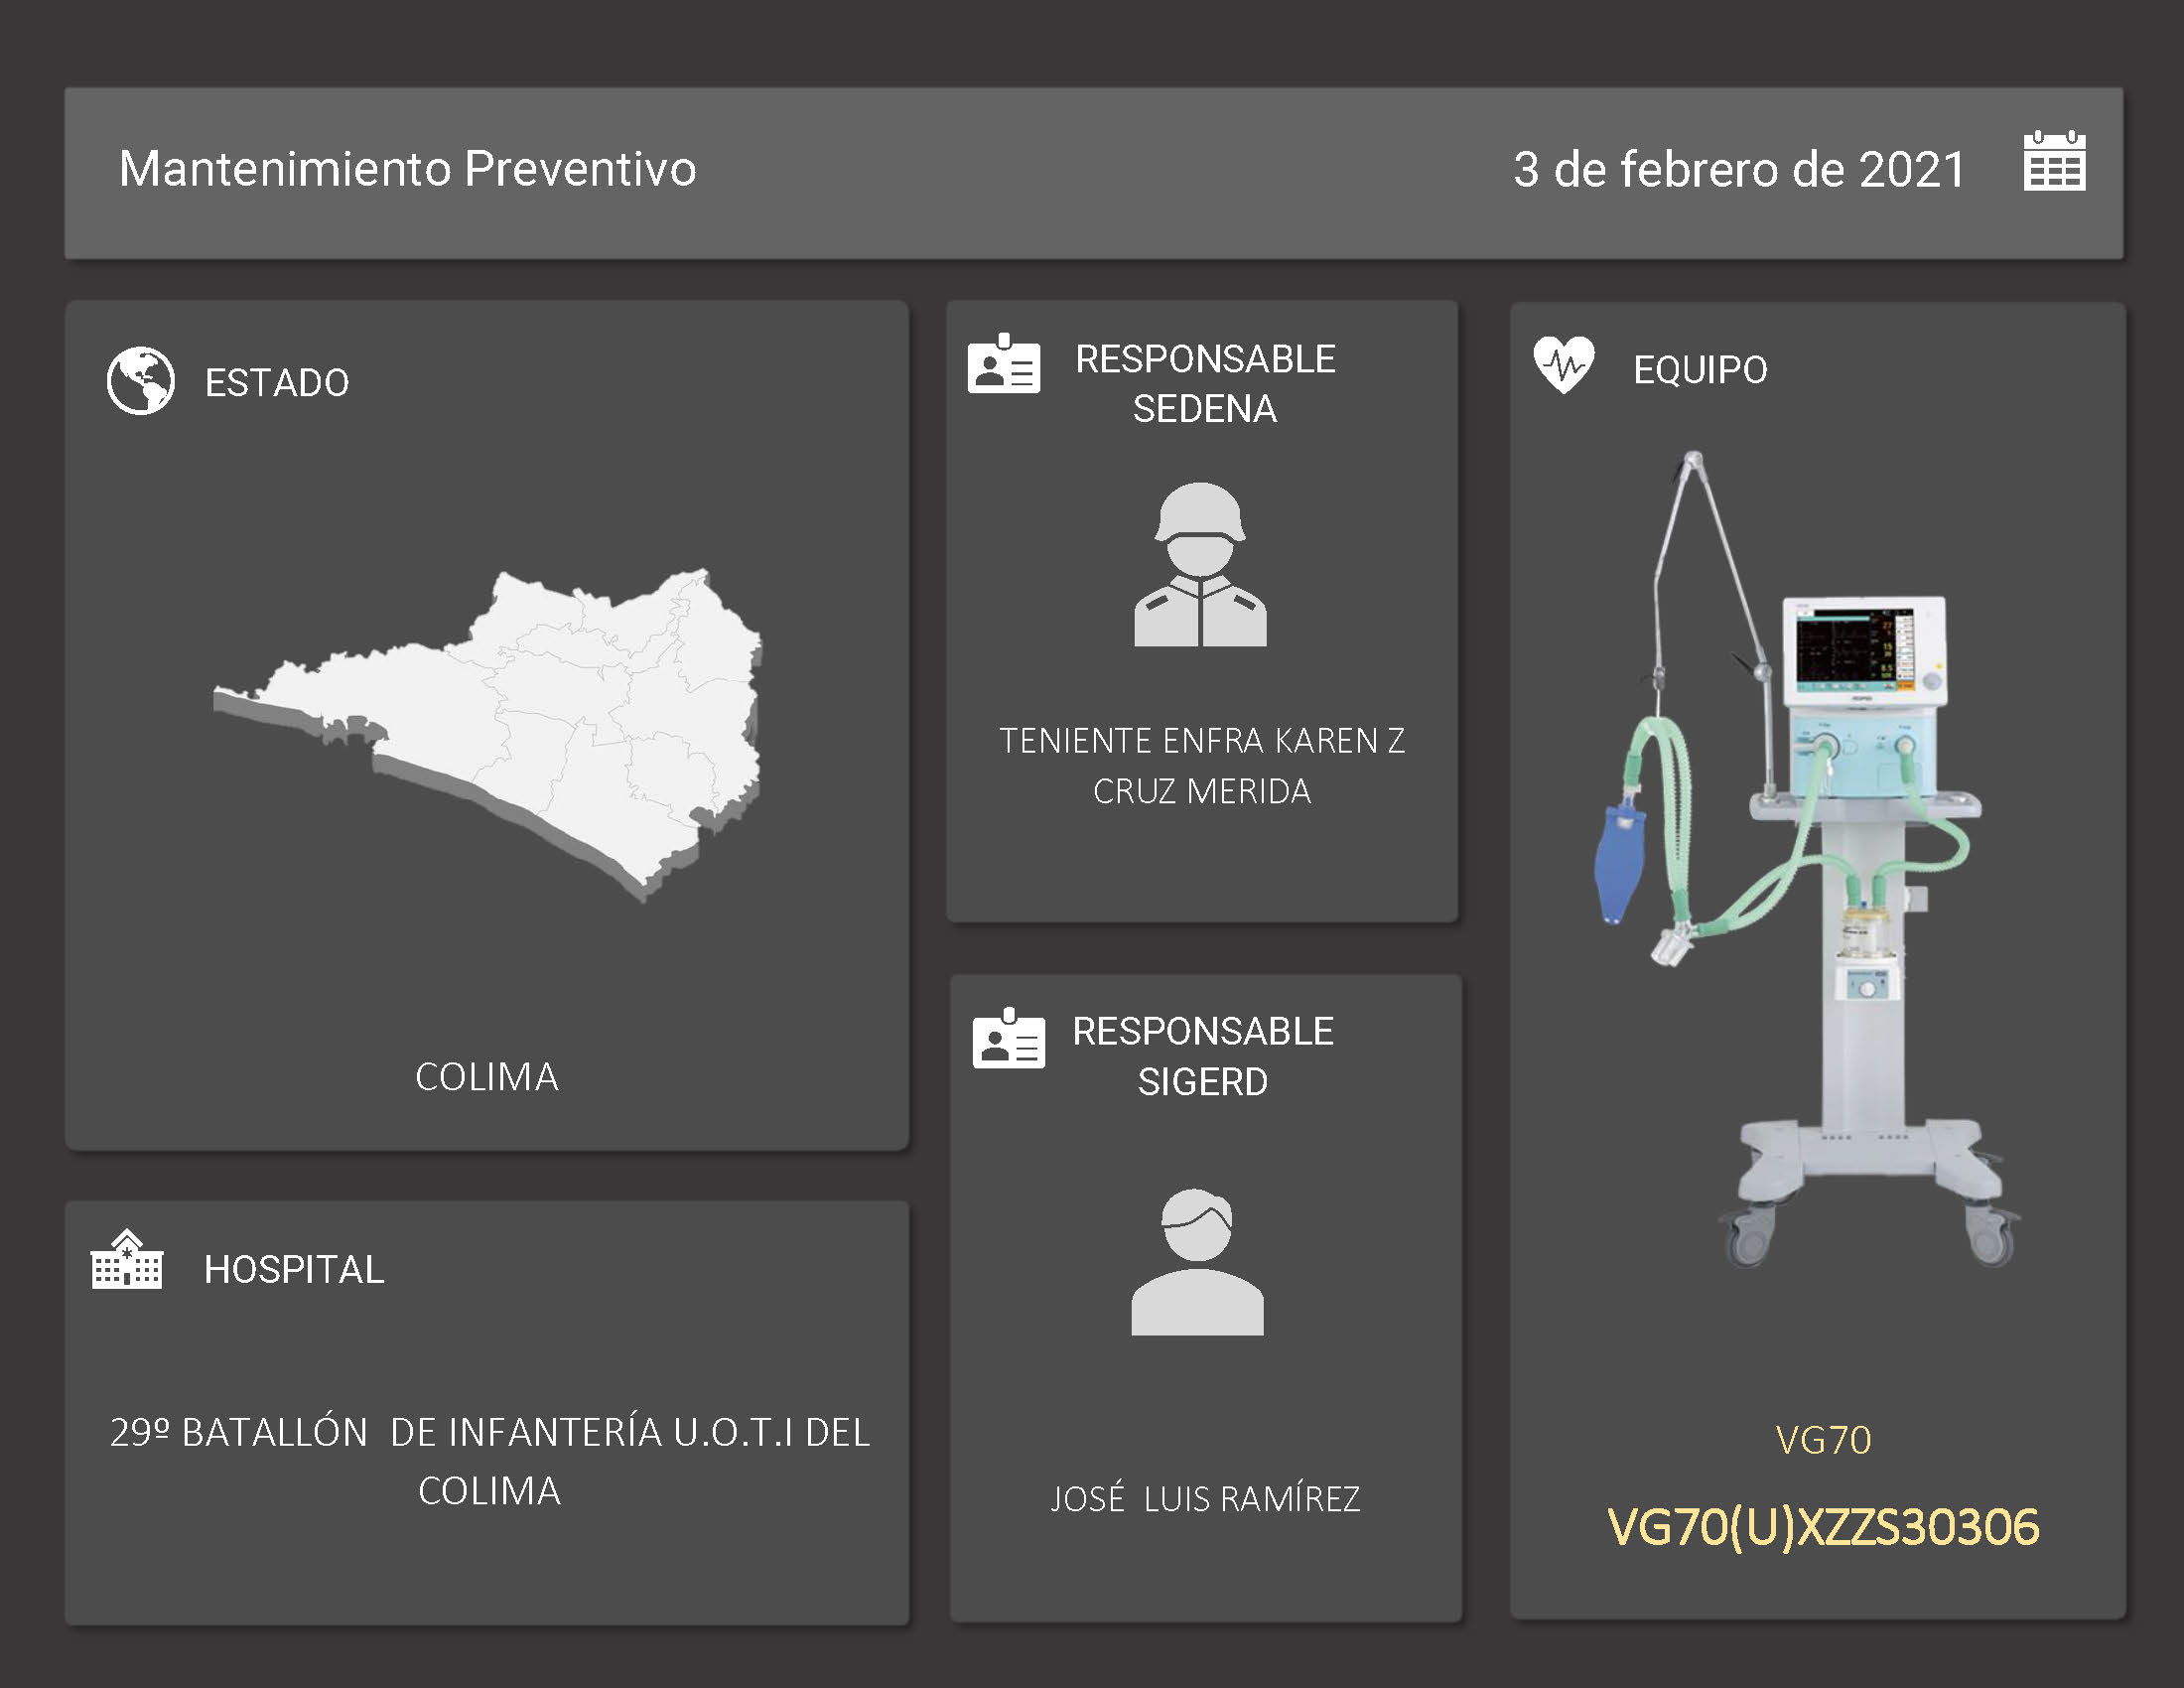 Mantenimiento Preventivo
3 de febrero de 2021
ESTADO
COLIMA
HOSPITAL
29º BATALLÓN DE INFANTERÍA U.O.T.I DEL
COLIMA
RESPONSABLE
SEDENA
TENIENTE ENFRA KAREN Z
CRUZ MERIDA
RESPONSABLE
SIGERD
JOSÉ LUIS RAMÍREZ
EQUIPO
VG70
VG70(U)XZZS30306